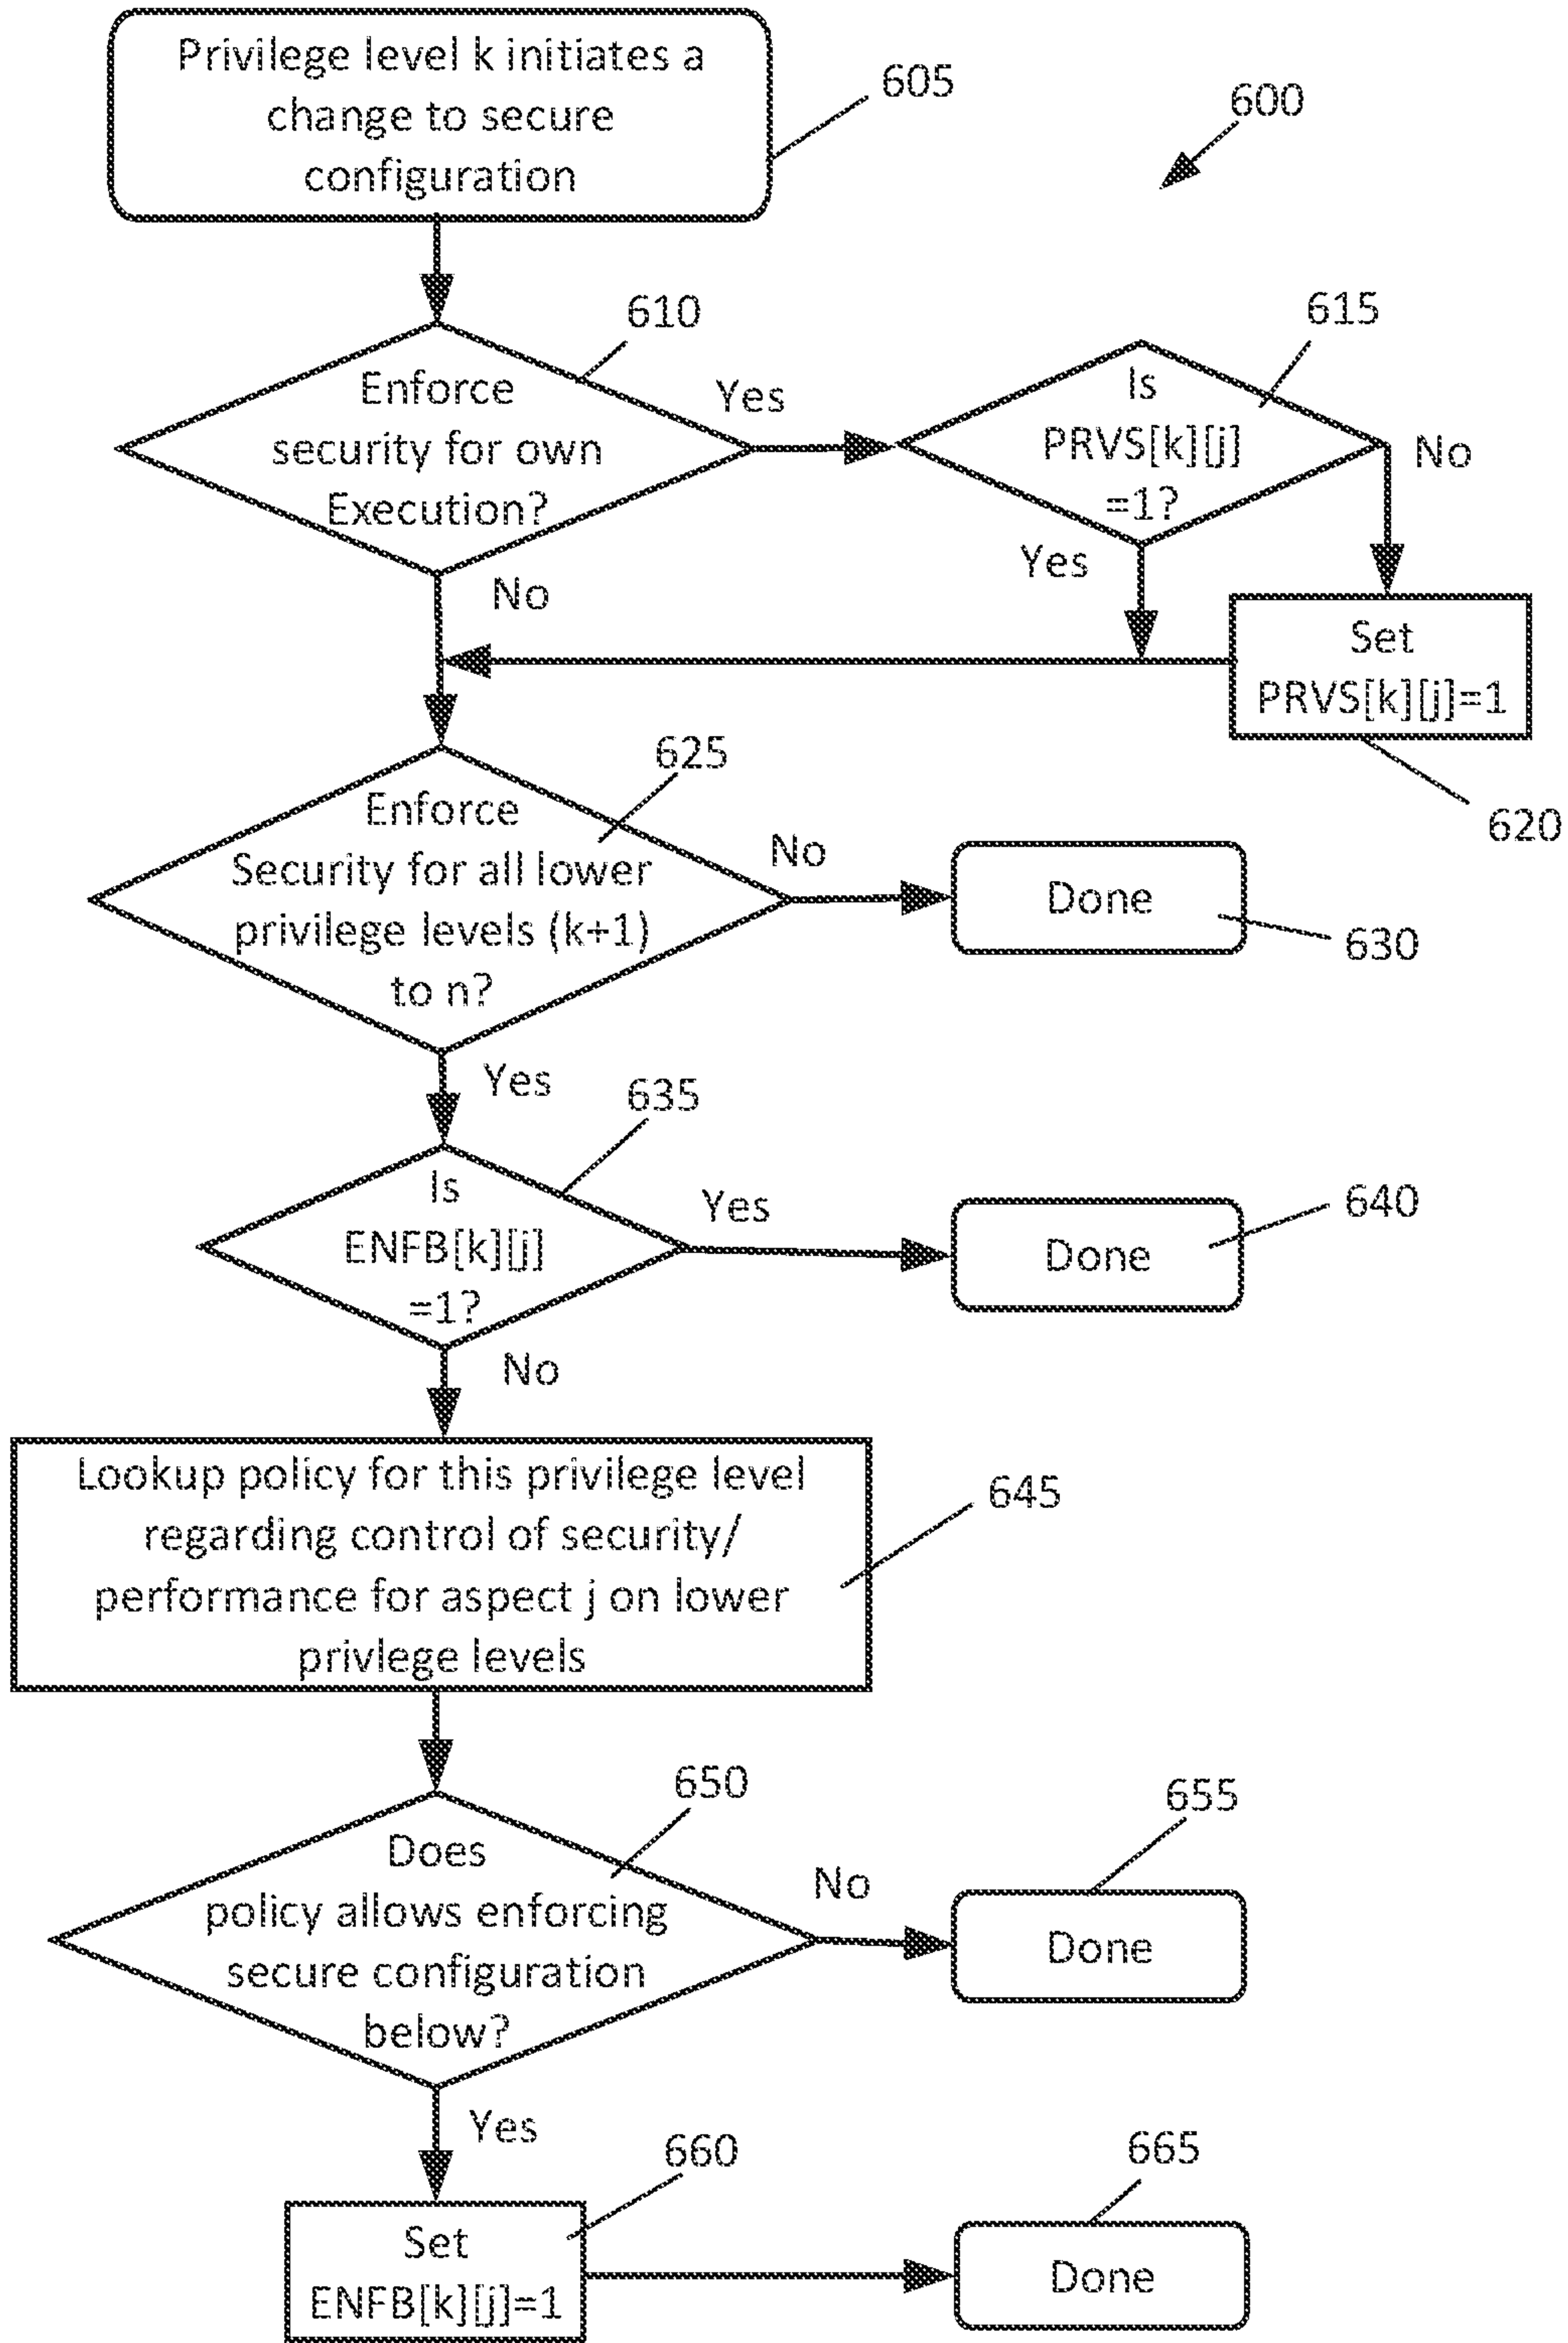 Privilege level k initiates a
change to secure
configuration
605
600
610
615
Enforce
security for own
Execution?
Yes
Is
PRVS[k][j]
=1?
No
Yes
No
Set
PRVS[k][j]=1
620
625
Enforce
Security for all lower
privilege levels (k+1)
to n?
No
Done
630
Yes
635
Is
ENFB[k][j]
=1?
Yes
Done
640
No
Lookup policy for this privilege level
regarding control of security/
performance for aspect j on lower
privlege levels
645
650
Does
policy allows enforcing
secure configuration
below?
No
655
Done
Yes
660
Set
ENFB[k][j]=1
665
Done